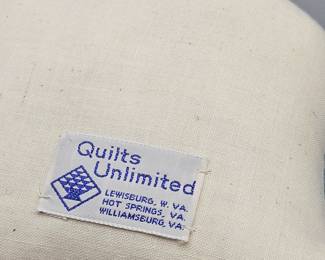 Quilts
Unlimited
LEWISBURG, W. VA.
HOT SPRINGS, VA.
WILLIAMSBURG, VA.